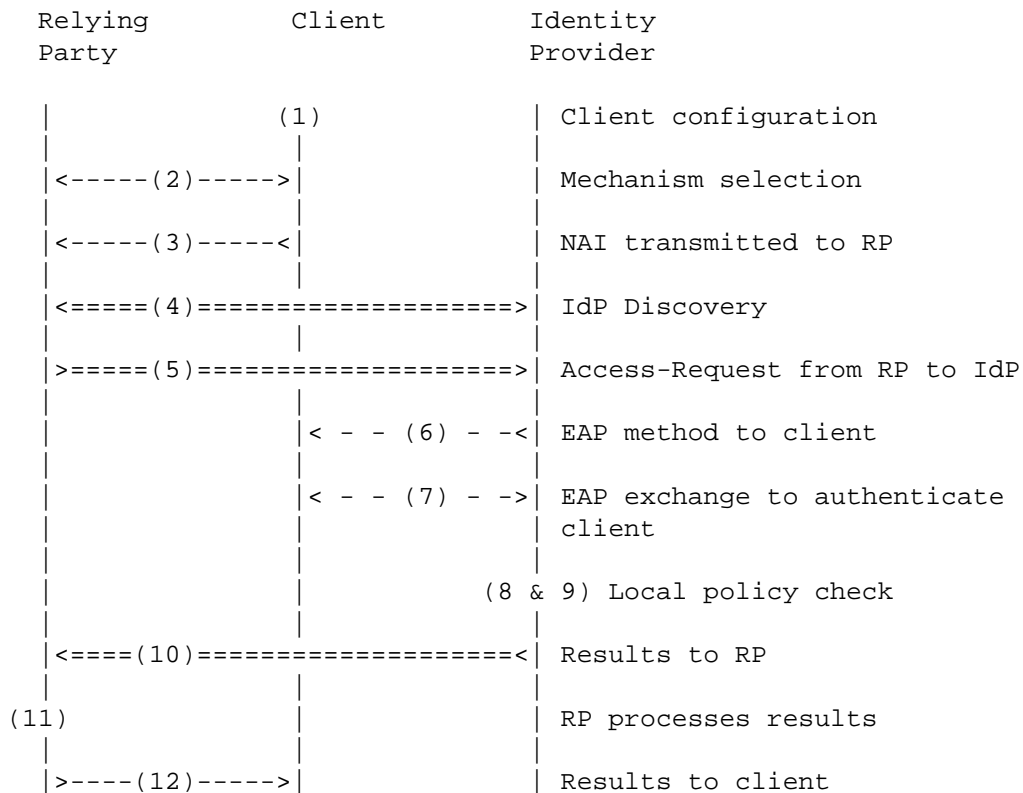 Relying Client Identity
Party Provider
(1) Client configuration
<-----(2)-----> Mechanism selection
<-----(3)-----< NAI transmitted to RP
<=====(4)====================> IdP Discovery
>=====(5)====================> Access-Request from RP to IdP
< - - (6) - -< EAP method to client
< - - (7) - -> EAP exchange to authenticate
client
(8 & 9) Local policy check
<====(10)====================< Results to RP
(11) RP processes results
>----(12)-----> Results to client